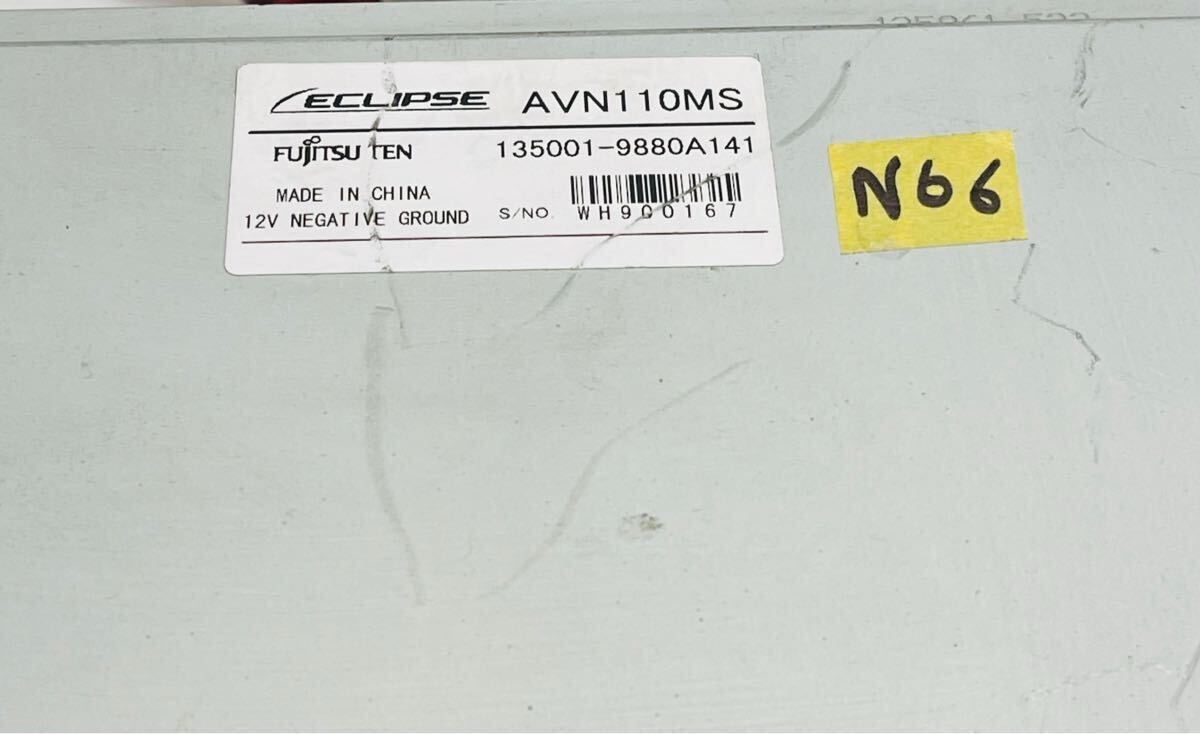 ECLIPSE AVN110MS
FUJITSU TEN 135001-9880A141
MADE IN CHINA
12V NEGATIVE GROUND S/NO. WH900167
N66